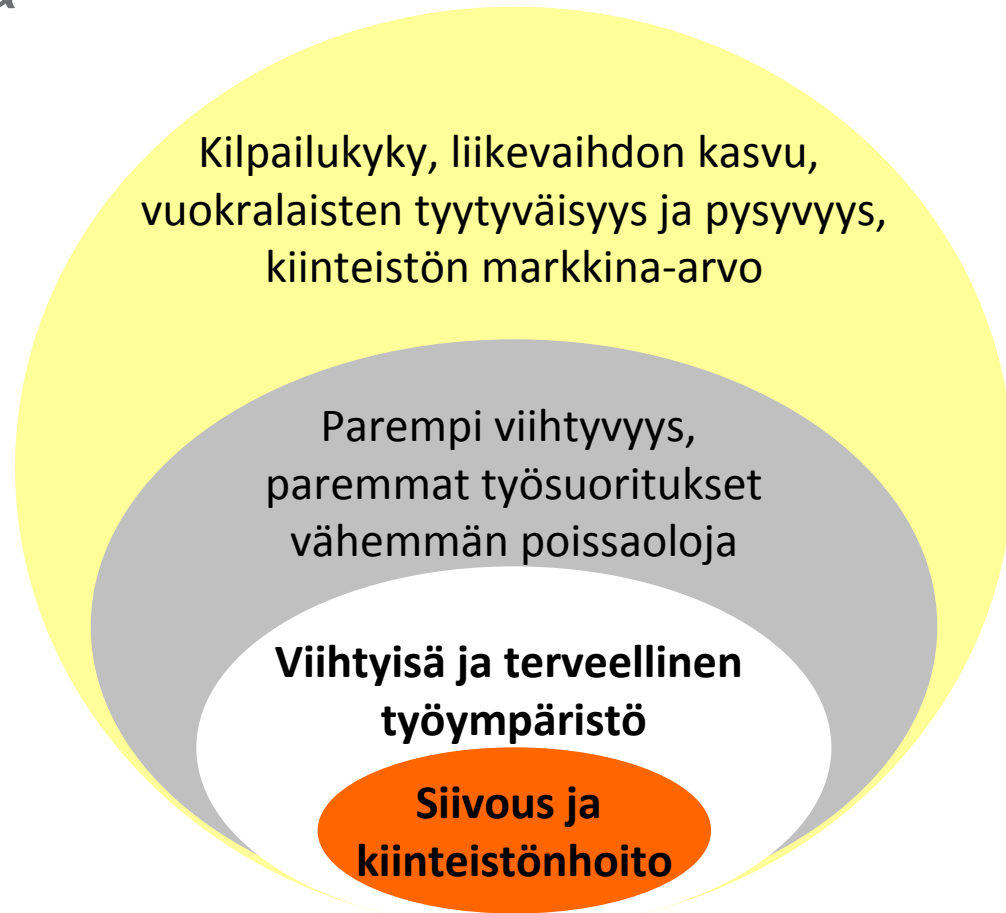 Kilpailukyky, liikevaihdon kasvu,
vuokralaisten tyytyväisyys ja pysyvyys,
kiinteistön markkina-arvo
Parempi viihtyvyys,
paremmat työsuoritukset
vähemmän poissaoloja
Viihtyisä ja terveellinen
työympäristö
Siivous ja
kiinteistönhoito